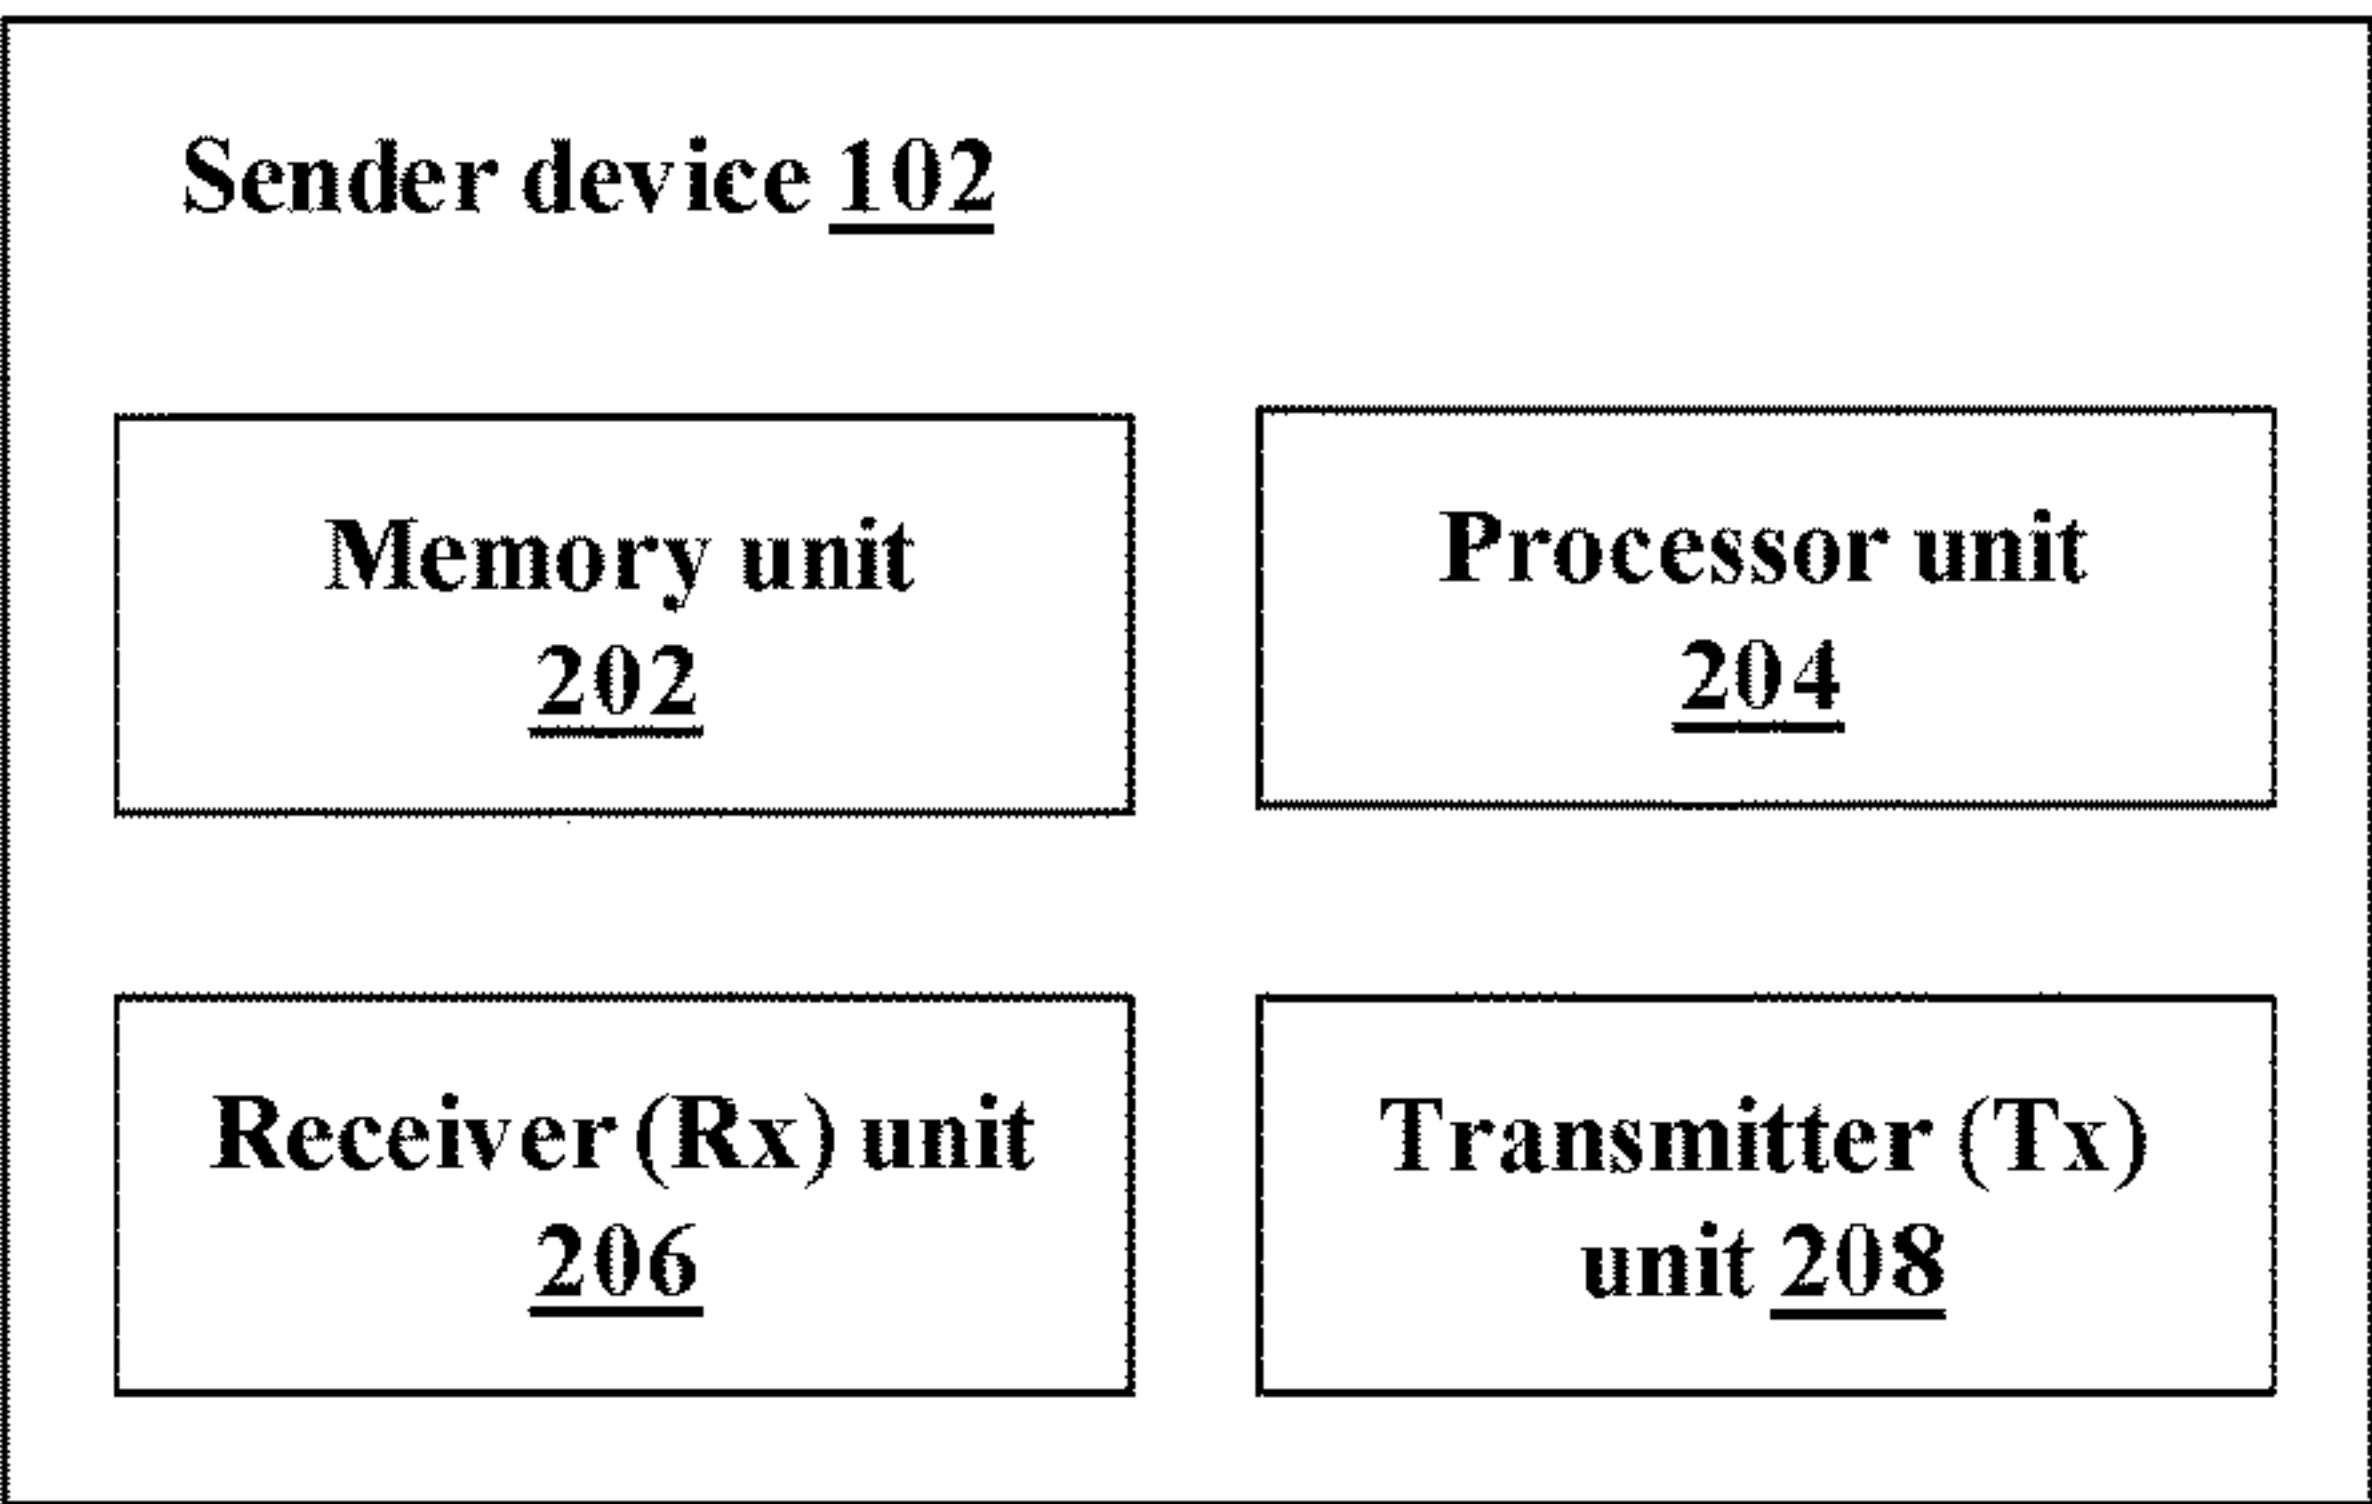 Sender device 102
Memory unit
202
Processor unit
204
Receiver (Rx) unit
206
Transmitter (Tx)
unit 208